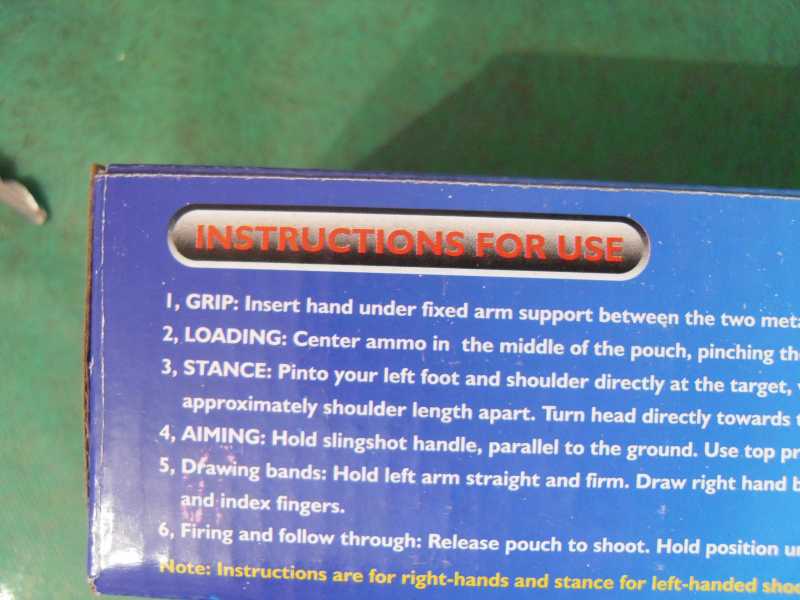 INSTRUCTIONS FOR USE
1, GRIP: Insert hand under fixed arm support between the two
2, LOADING: Center ammo in the middle of the pouch, pinching
3, STANCE: Pinto your left foot and shoulder directly at the target,
approximately shoulder length apart. Turn head directly towards
4, AIMING: Hold slingshot handle, parallel to the ground. Use top
5, Drawing bands: Hold left arm straight and firm. Draw right hand
and index fingers.
6, Firing and follow through: Release pouch to shoot. Hold position
Note: Instructions are for right-hands and stance for left-handed